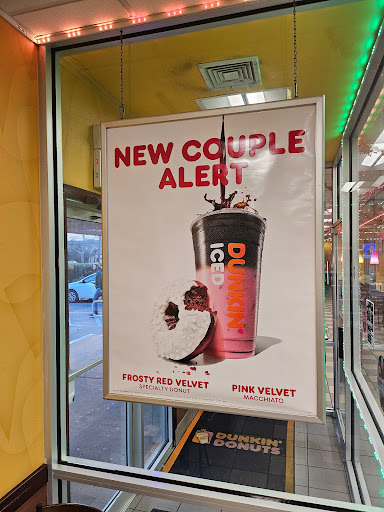 NEW COUPLE
ALERT
DUNKIN'
ICED
FROSTY RED VELVET
SPECIALTY DONUT
PINK VELVET
MACCHIATO
DUNKIN'
DONUTS